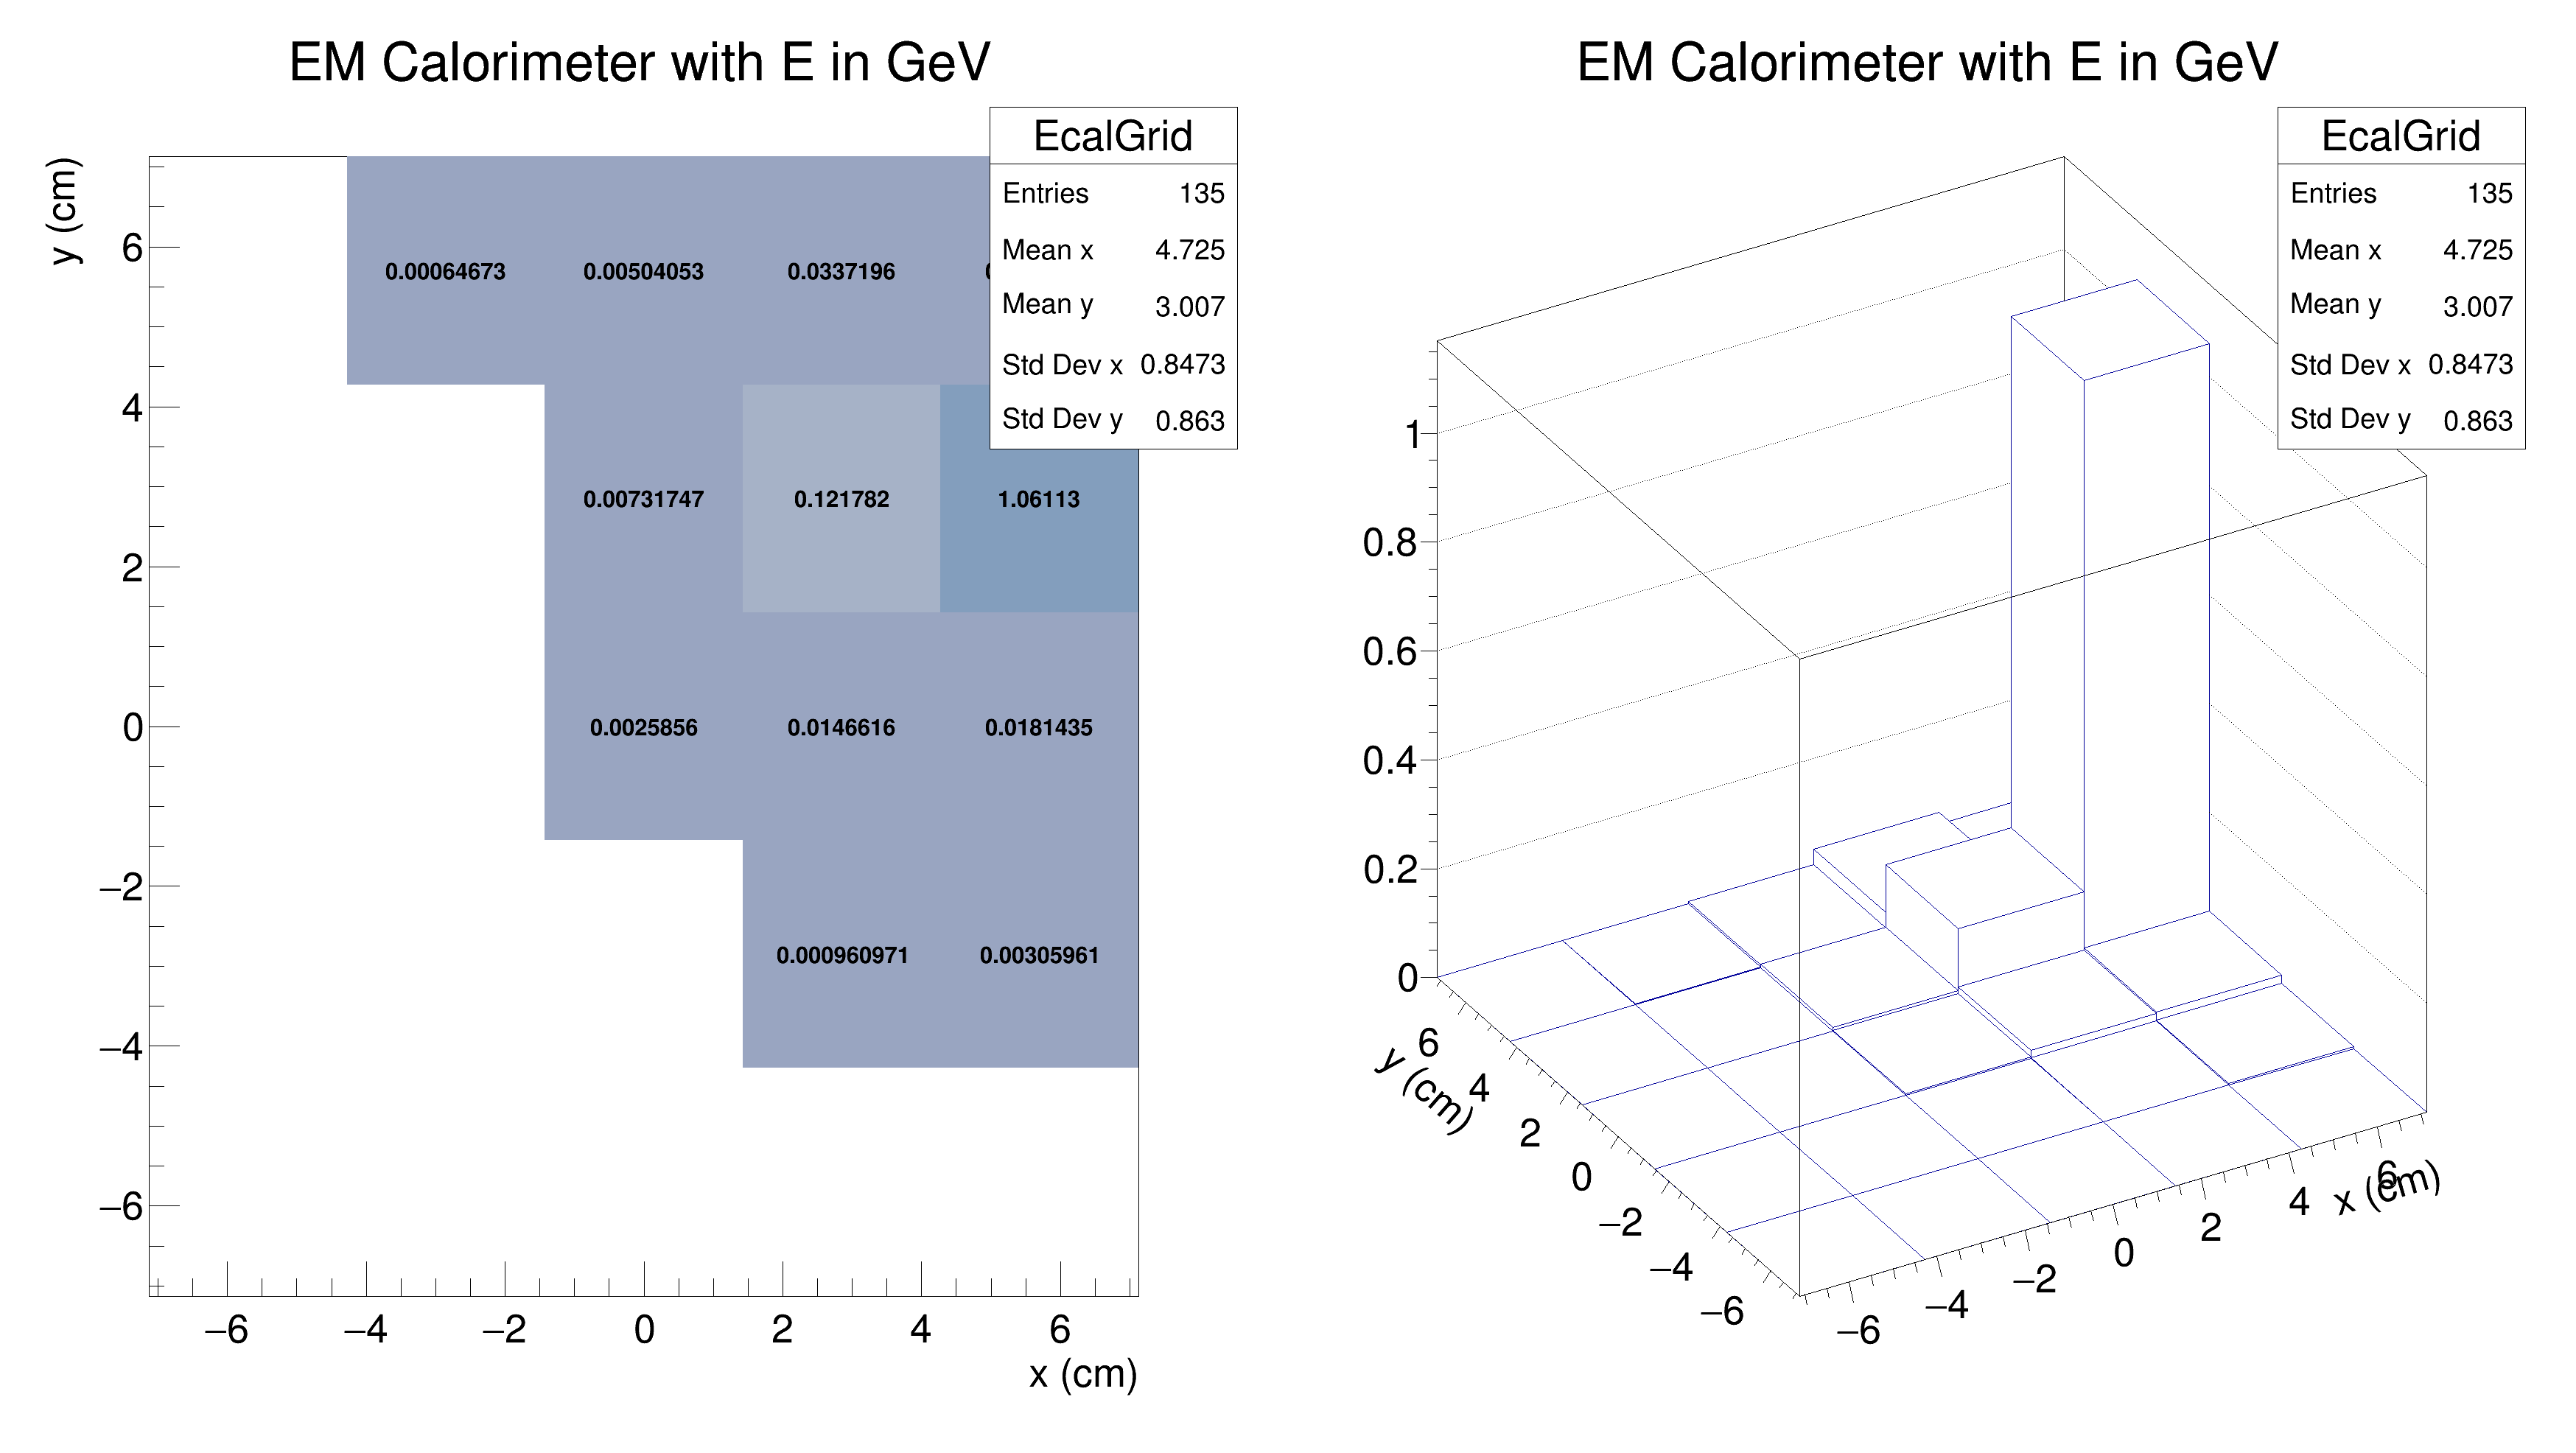 EM Calorimeter with E in GeV
EcalGrid
Entries 135
Mean x 4.725
Mean y 3.007
Std Dev x 0.8473
Std Dev y 0.863
y (cm)
6
4
2
0
−2
−4
−6
0.00064673 0.00504053 0.0337196
0.00731747 0.121782 1.06113
0.0025856 0.0146616 0.0181435
0.000960971 0.00305961
−6 −4 −2 0 2 4 6
x (cm)
EM Calorimeter with E in GeV
EcalGrid
Entries 135
Mean x 4.725
Mean y 3.007
Std Dev x 0.8473
Std Dev y 0.863
1
0.8
0.6
0.4
0.2
0
6
4
2
0
−2
−4
−6
y (cm)
−6 −4 −2 0 2 4 6
x (cm)